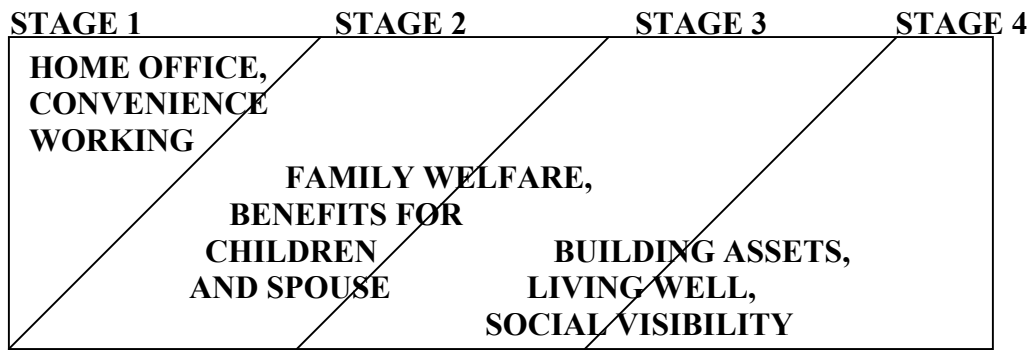 STAGE 1 STAGE 2 STAGE 3 STAGE 4
HOME OFFICE,
CONVENIENCE
WORKING
FAMILY WELFARE,
BENEFITS FOR
CHILDREN
AND SPOUSE
BUILDING ASSETS,
LIVING WELL,
SOCIAL VISIBILITY